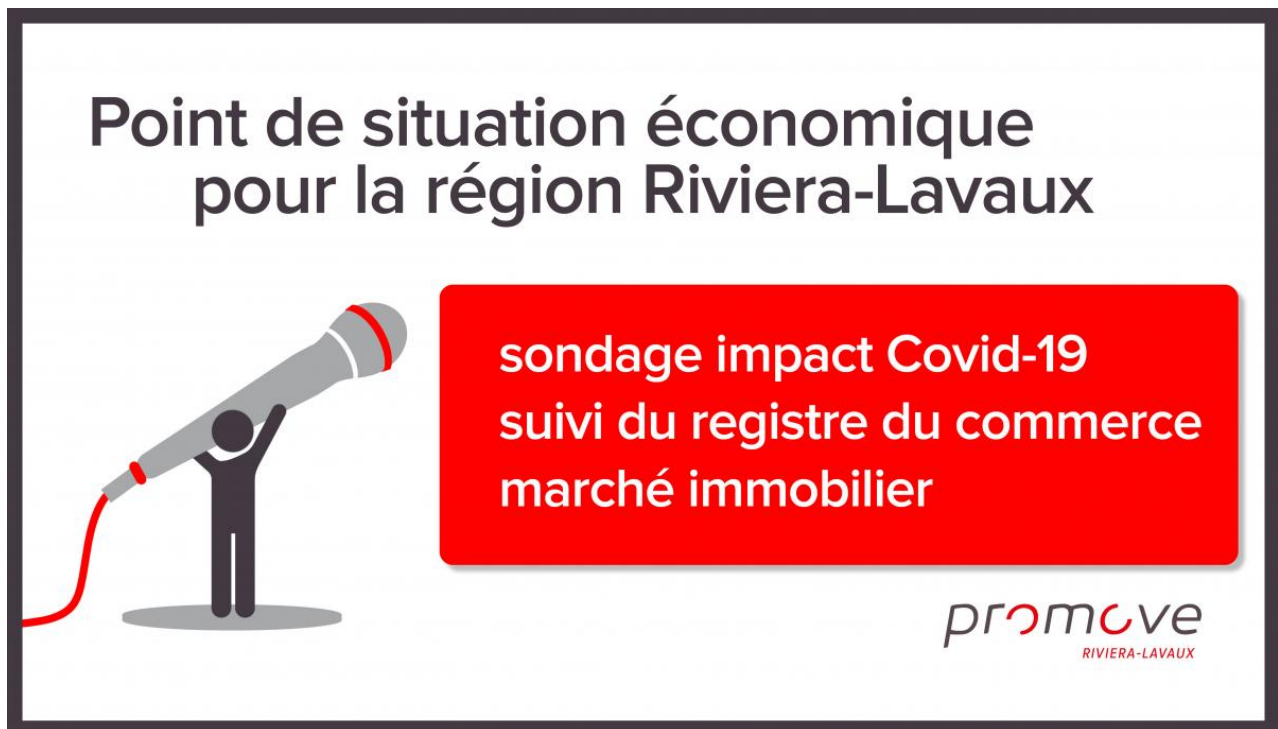 Point de situation économique
pour la région Riviera-Lavaux
sondage impact Covid-19
suivi du registre du commerce
marché immobilier
promove
RIVIERA-LAVAUX